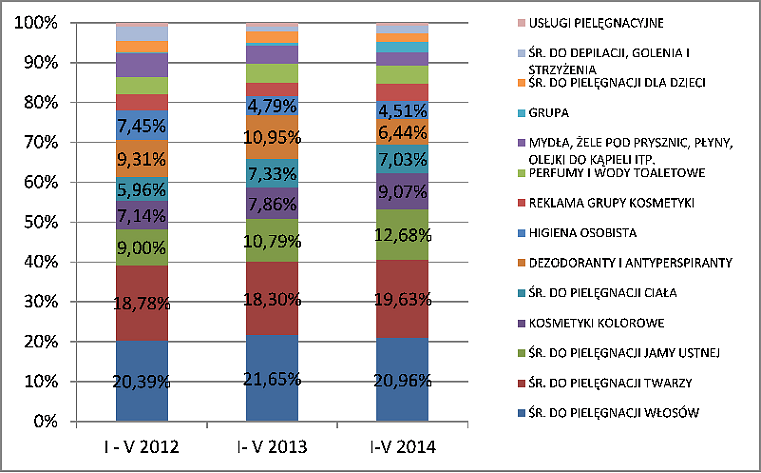 100%
90%
80%
70%
60%
50%
40%
30%
20%
10%
0%
7,45%
9,31%
5,96%
7,14%
9,00%
18,78%
20,39%
4,79%
10,95%
7,33%
7,86%
10,79%
18,30%
21,65%
4,51%
6,44%
7,03%
9,07%
12,68%
19,63%
20,96%
I - V 2012
I - V 2013
I-V 2014
USŁUGI PIELĘGNACYJNE
ŚR. DO DEPILACJI, GOLENIA I
STRZYŻENIA
ŚR. DO PIELĘGNACJI DLA DZIECI
GRUPA
MYDŁA, ŻELE POD PRYSZNIC, PŁYNY,
OLEJKI DO KĄPIELI ITP.
PERFUMY I WODY TOALETOWE
REKLAMA GRUPY KOSMETYKI
HIGIENA OSOBISTA
DEZODORANTY I ANTYPERSPIRANTY
ŚR. DO PIELĘGNACJI CIAŁA
KOSMETYKI KOLOROWE
ŚR. DO PIELĘGNACJI JAMY USTNEJ
ŚR. DO PIELĘGNACJI TWARZY
ŚR. DO PIELĘGNACJI WŁOSÓW